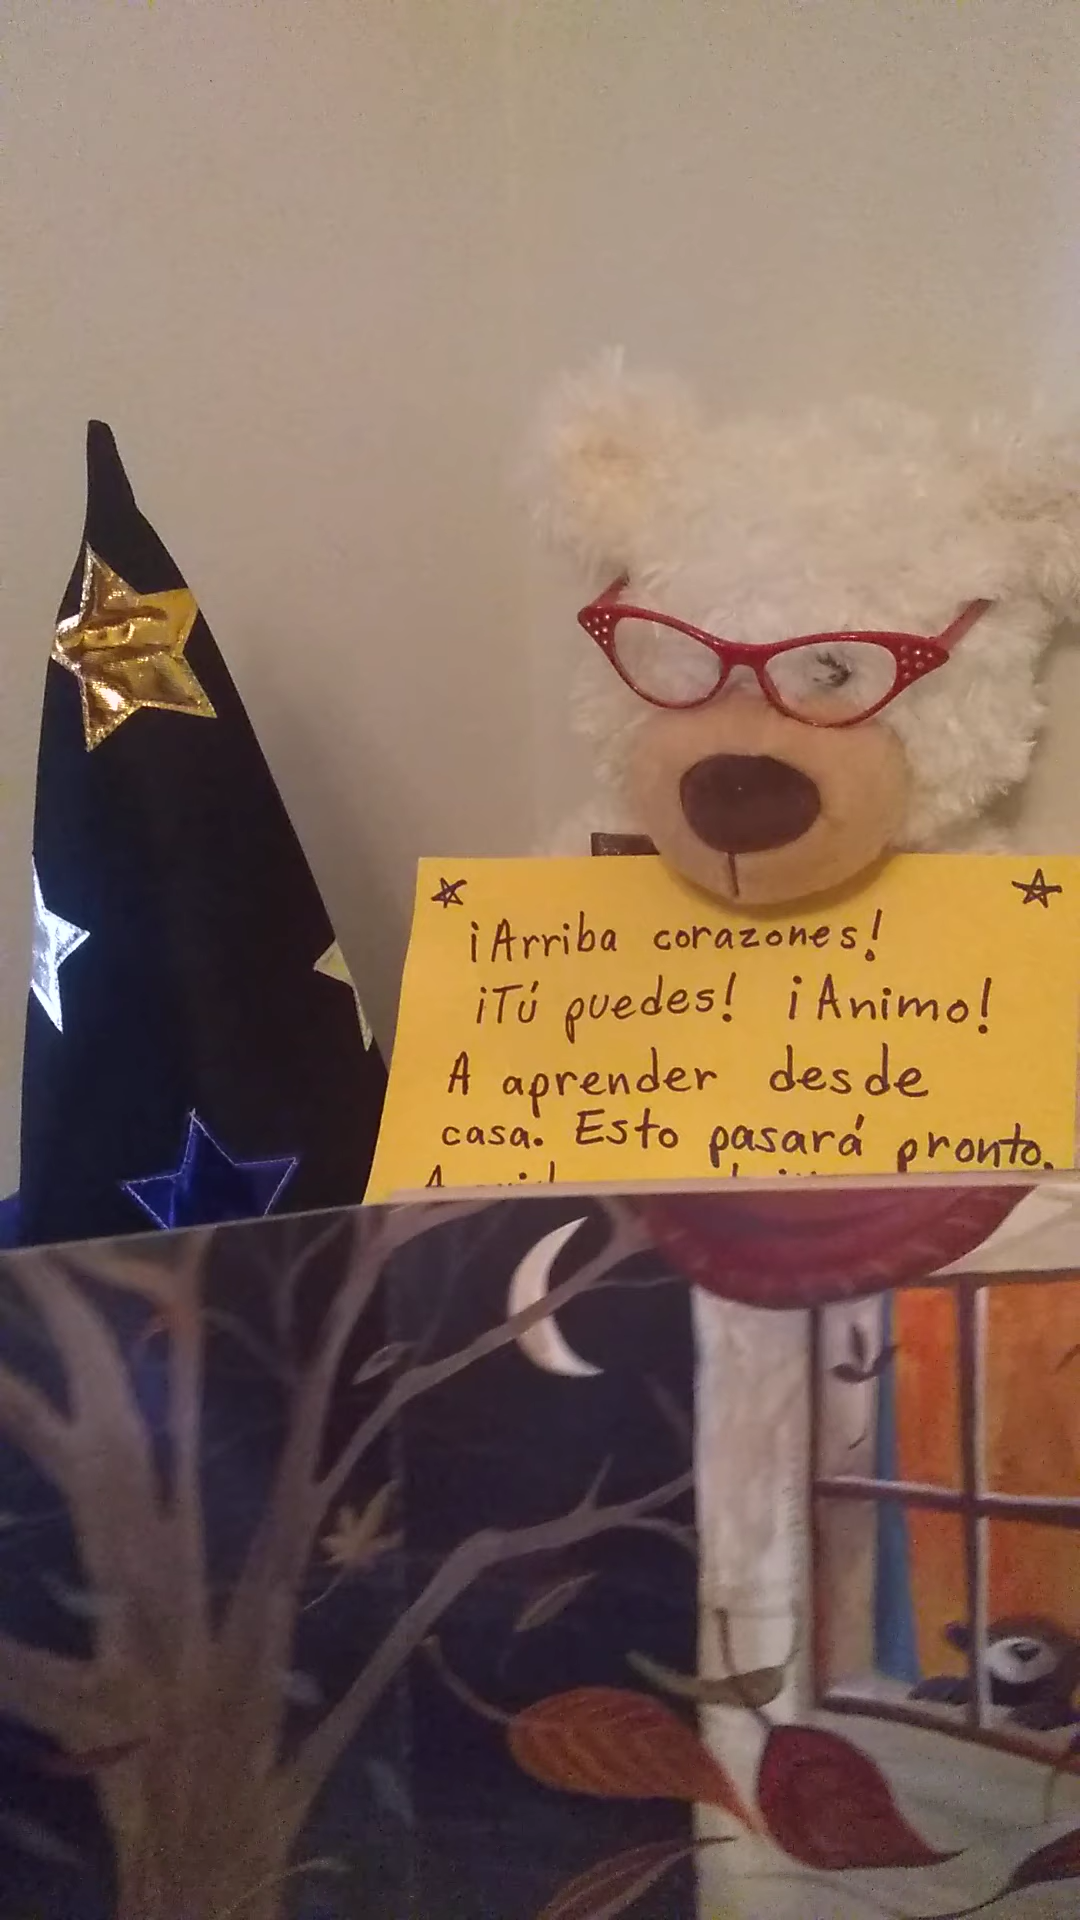 ¡Arriba corazones!
¡Tú puedes! ¡Animo!
A aprender desde
casa. Esto pasará pronto.
A